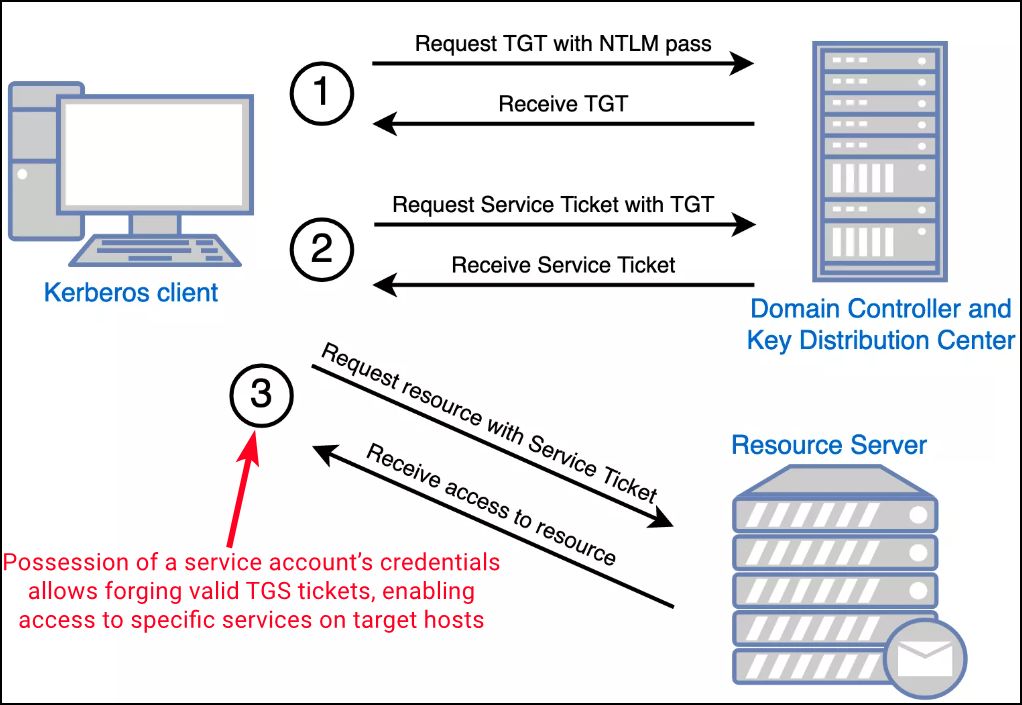 Request TGT with NTLM pass
1
Receive TGT
Request Service Ticket with TGT
2
Receive Service Ticket
Kerberos client
Domain Controller and
Key Distribution Center
3
Request resource with Service Ticket
Receive access to resource
Resource Server
Possession of a service account’s credentials
allows forging valid TGS tickets, enabling
access to specific services on target hosts